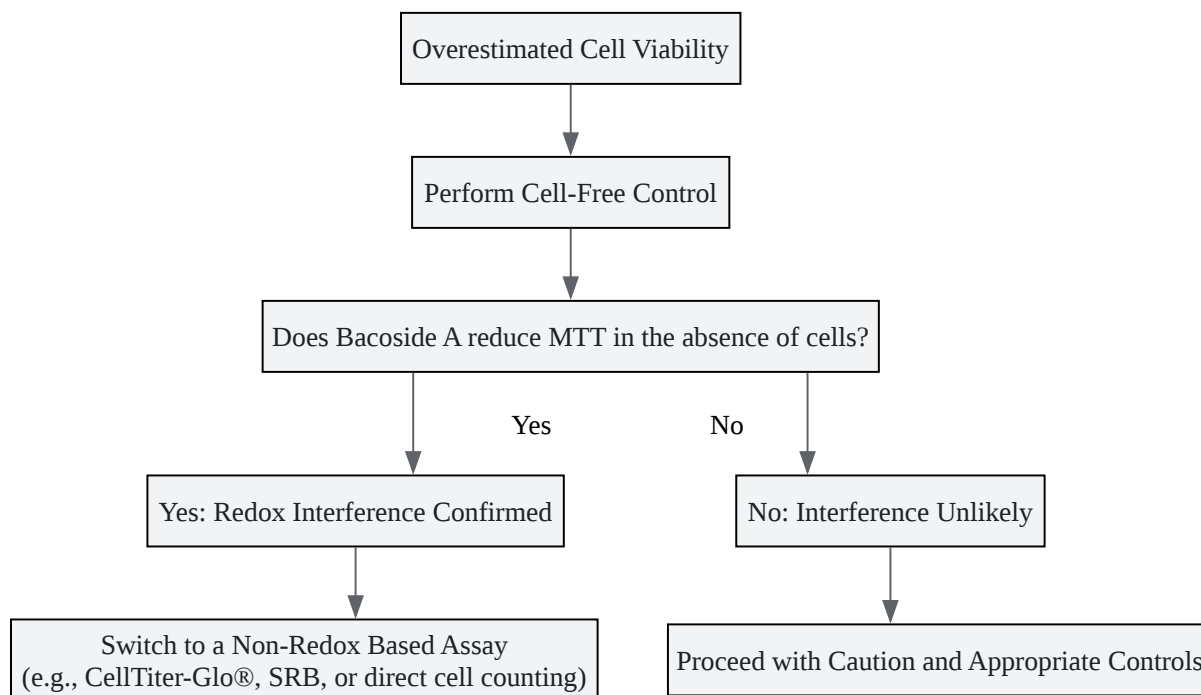 Overestimated Cell Viability
Perform Cell-Free Control
Does Bacoside A reduce MTT in the absence of cells?
Yes
No
Yes: Redox Interference Confirmed
No: Interference Unlikely
Switch to a Non-Redox Based Assay
(e.g., CellTiter-Glo®, SRB, or direct cell counting)
Proceed with Caution and Appropriate Controls